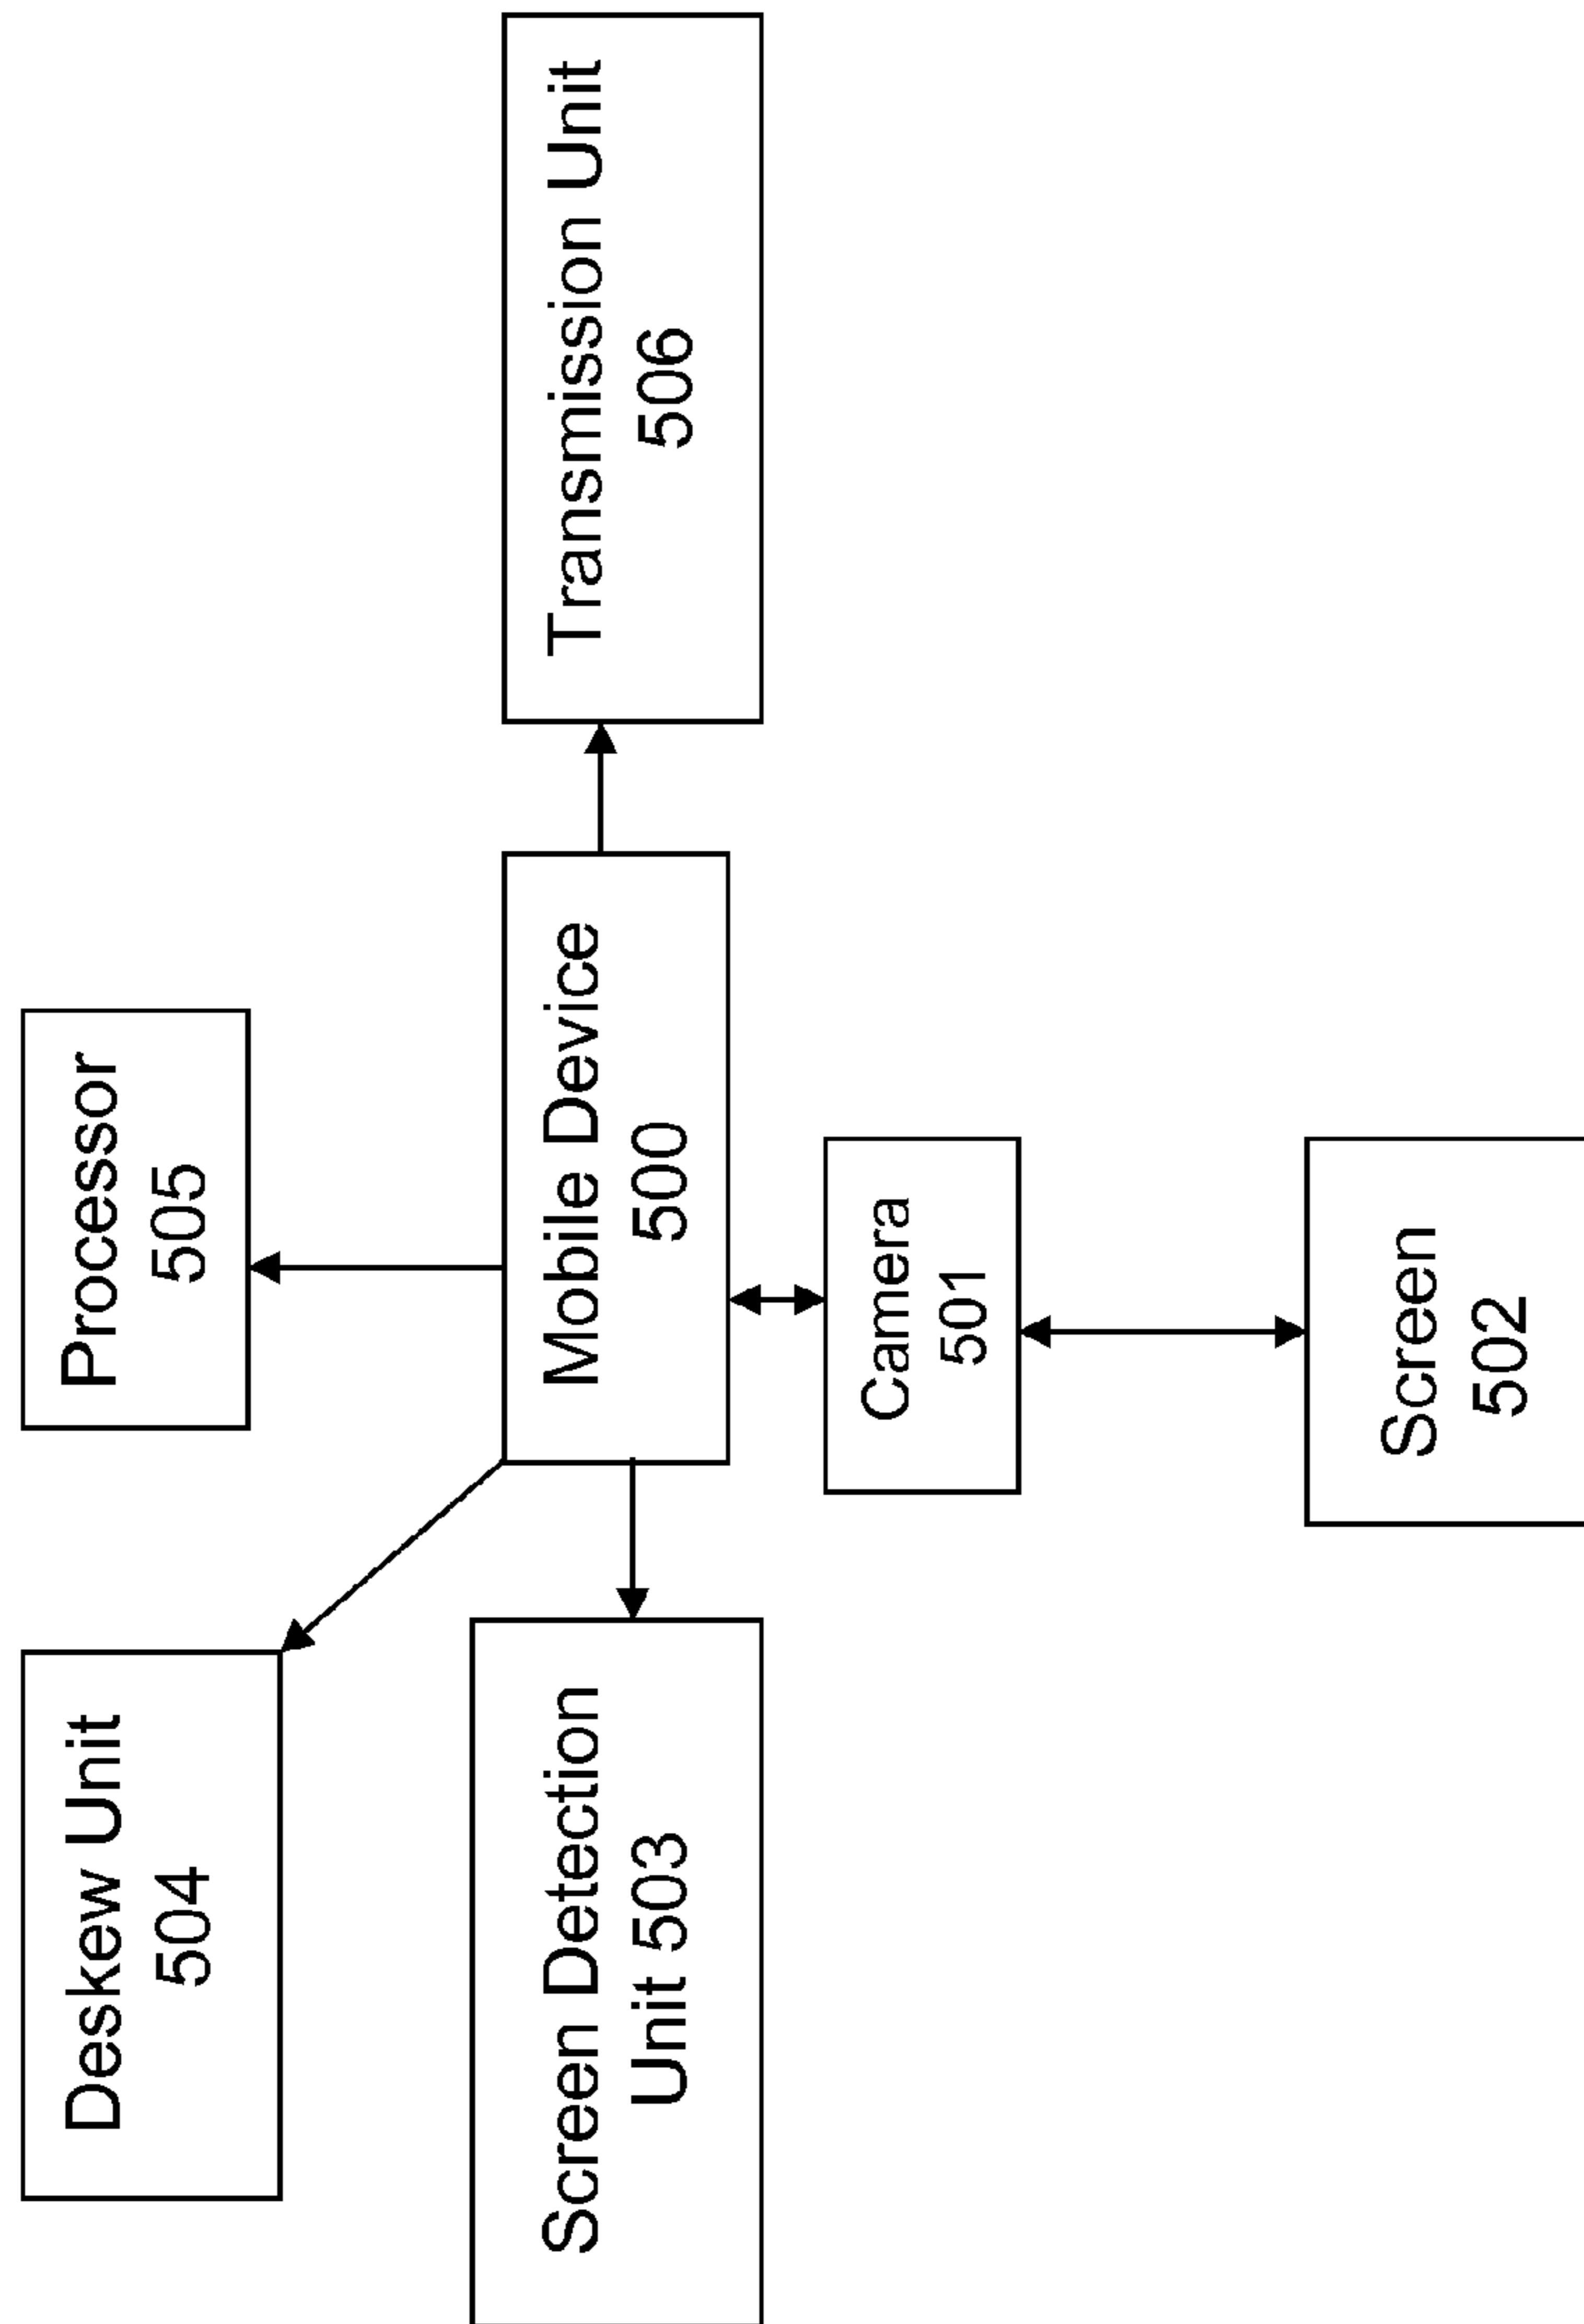 Deskew Unit
504
Processor
505
Screen Detection
Unit 503
Mobile Device
500
Transmission Unit
506
Camera
501
Screen
502